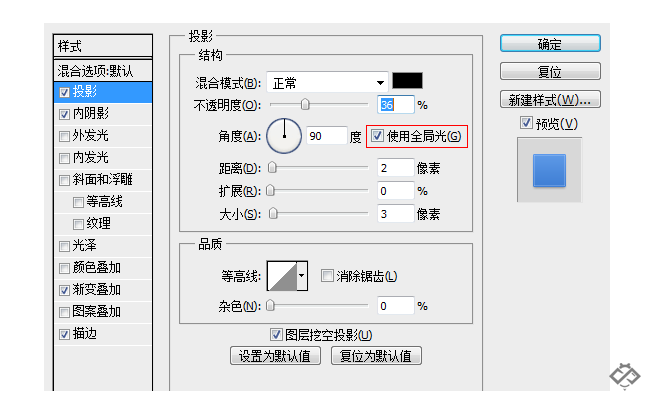 样式
混合选项:默认
投影
内阴影
外发光
内发光
斜面和浮雕
等高线
纹理
光泽
颜色叠加
渐变叠加
图案叠加
描边
投影
结构
混合模式(B): 正常
不透明度(O): 36 %
角度(A): 90 度 使用全局光(G)
距离(D): 2 像素
扩展(R): 0 %
大小(S): 3 像素
品质
等高线: 消除锯齿(L)
杂色(N): 0 %
图层挖空投影(U)
设置为默认值 复位为默认值
确定
复位
新建样式(W)...
预览(V)